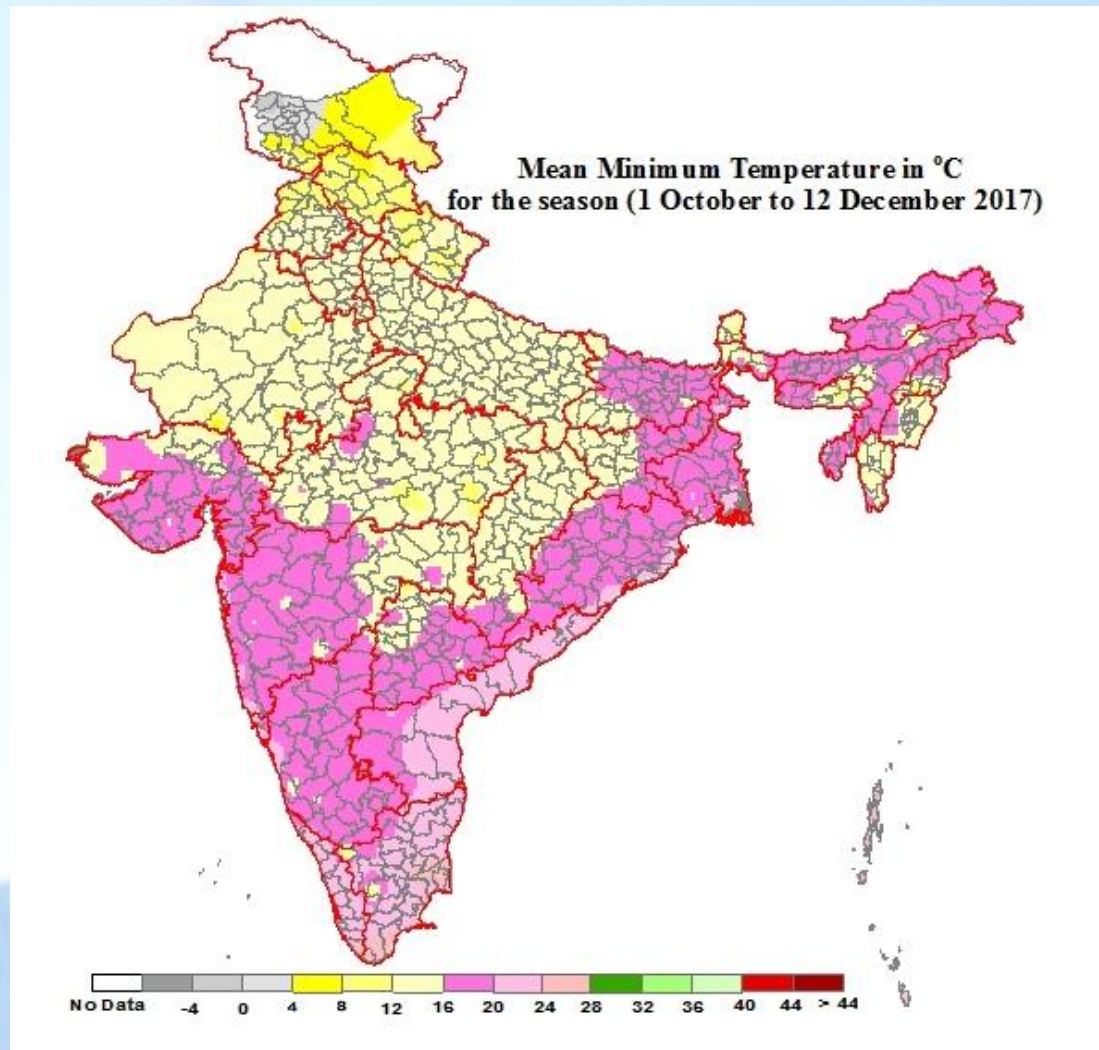 Mean Minimum Temperature in °C
for the season (1 October to 12 December 2017)
No Data -4 0 4 8 12 16 20 24 28 32 36 40 44 > 44